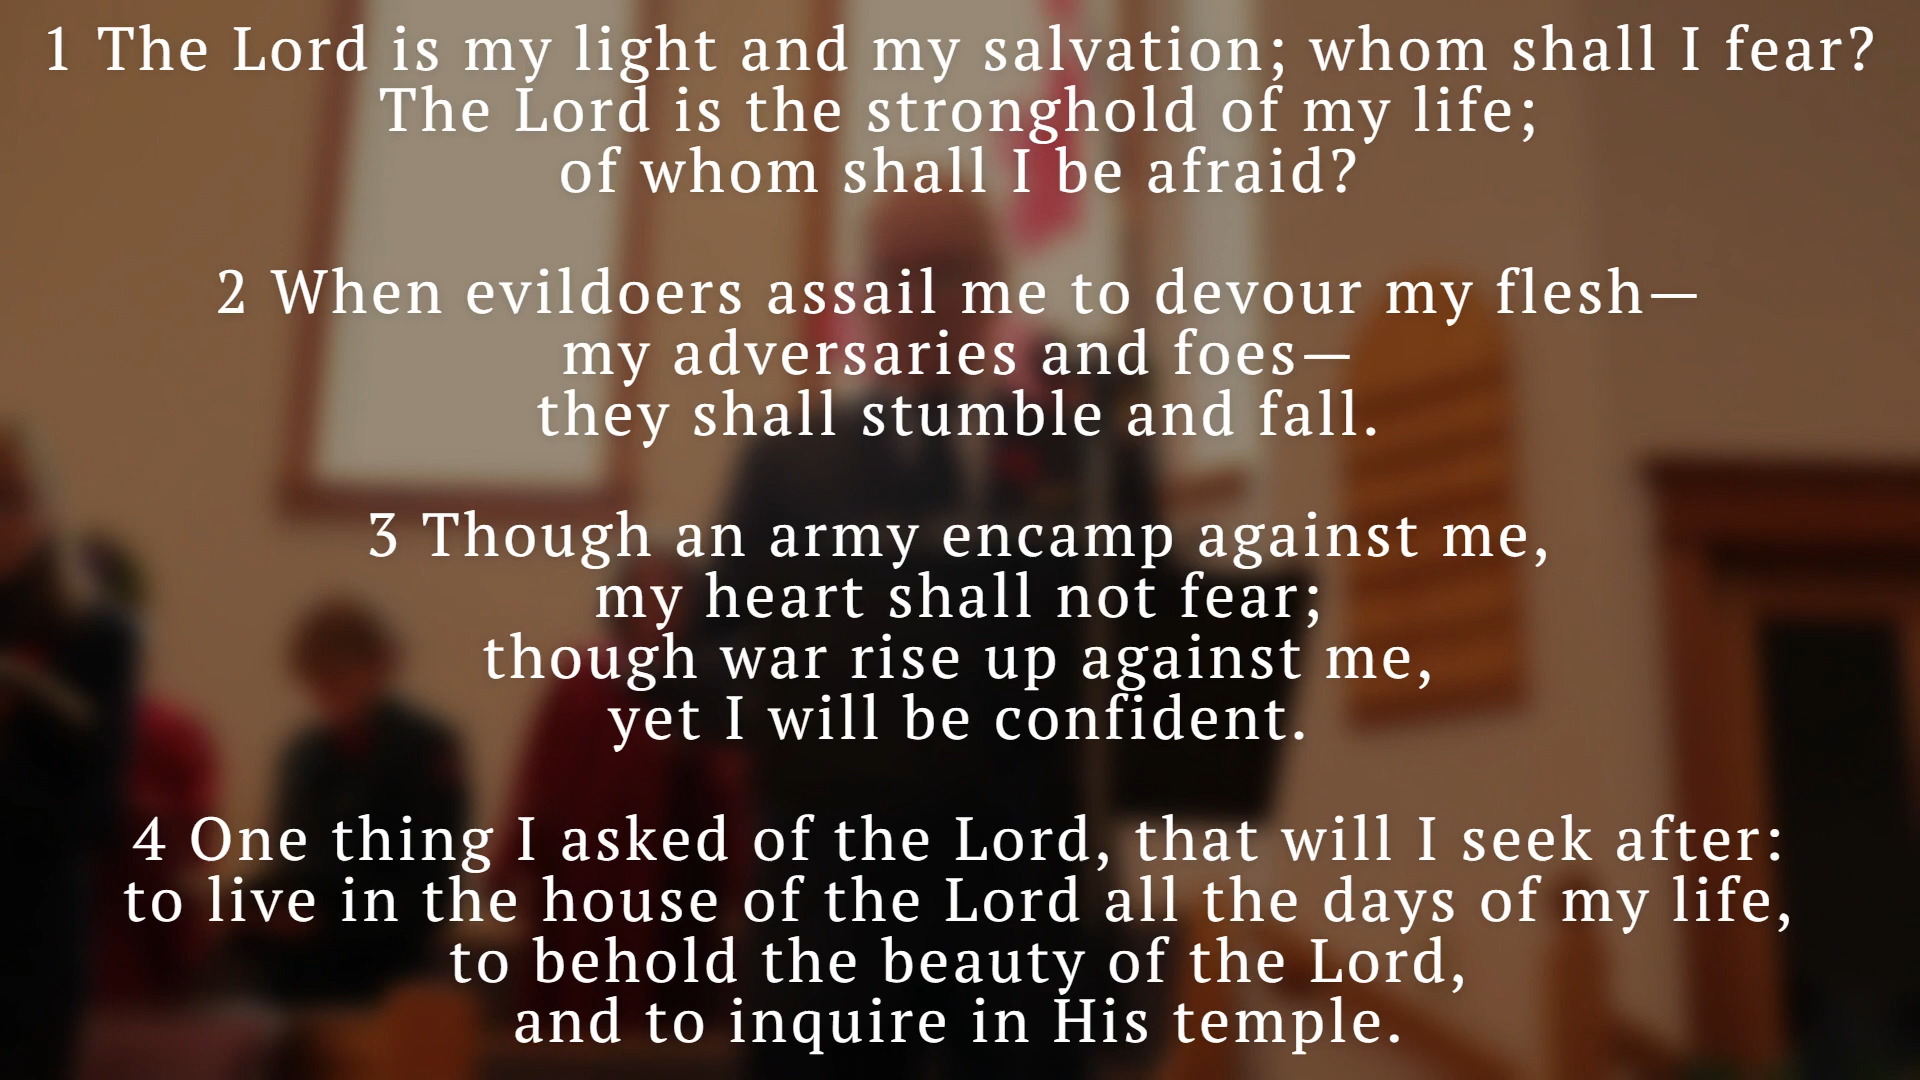 1 The Lord is my light and my salvation; whom shall I fear?
The Lord is the stronghold of my life;
of whom shall I be afraid?
2 When evildoers assail me to devour my flesh—
my adversaries and foes—
they shall stumble and fall.
3 Though an army encamp against me,
my heart shall not fear;
though war rise up against me,
yet I will be confident.
4 One thing I asked of the Lord, that will I seek after:
to live in the house of the Lord all the days of my life,
to behold the beauty of the Lord,
and to inquire in His temple.